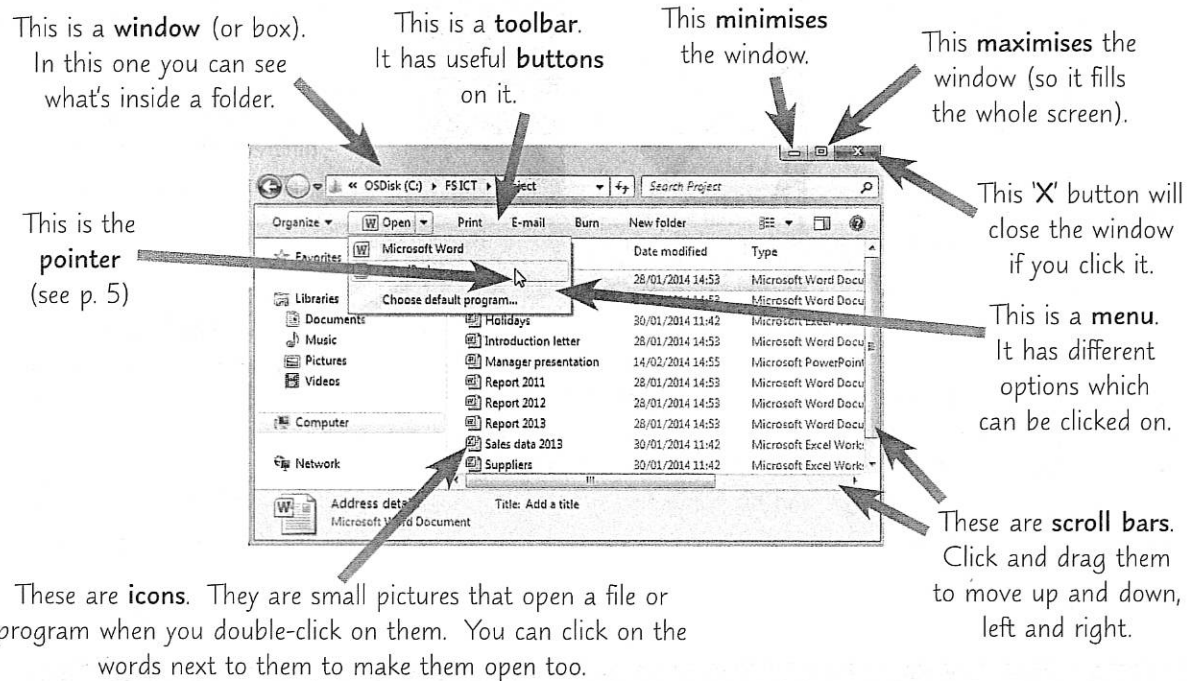 This is a window (or box).
In this one you can see
what's inside a folder.
This is a toolbar.
It has useful buttons
on it.
This minimises
the window.
This maximises the
window (so it fills
the whole screen).
This 'X' button will
close the window
if you click it.
This is the
pointer
(see p. 5)
This is a menu.
It has different
options which
can be clicked on.
« OSDisk (C:) ▸ FS ICT ▸
Search Project
Organize ▾ Open ▾ Print E-mail Burn New folder
Favorites
Microsoft Word
Choose default program...
Date modified Type
28/01/2014 14:53 Microsoft Word Docu
Libraries
Documents
Music
Pictures
Videos
Computer
Network
Holidays 30/01/2014 11:42 Microsoft Excel Work
Introduction letter 28/01/2014 14:53 Microsoft Word Docu
Manager presentation 14/02/2014 14:55 Microsoft PowerPoint
Report 2011 28/01/2014 14:53 Microsoft Word Docu
Report 2012 28/01/2014 14:53 Microsoft Word Docu
Report 2013 28/01/2014 14:53 Microsoft Word Docu
Sales data 2013 30/01/2014 11:42 Microsoft Excel Work
Suppliers 30/01/2014 11:42 Microsoft Excel Work
Address Title: Add a title
Microsoft Document
These are scroll bars.
Click and drag them
to move up and down,
left and right.
These are icons. They are small pictures that open a file or
program when you double-click on them. You can click on the
words next to them to make them open too.